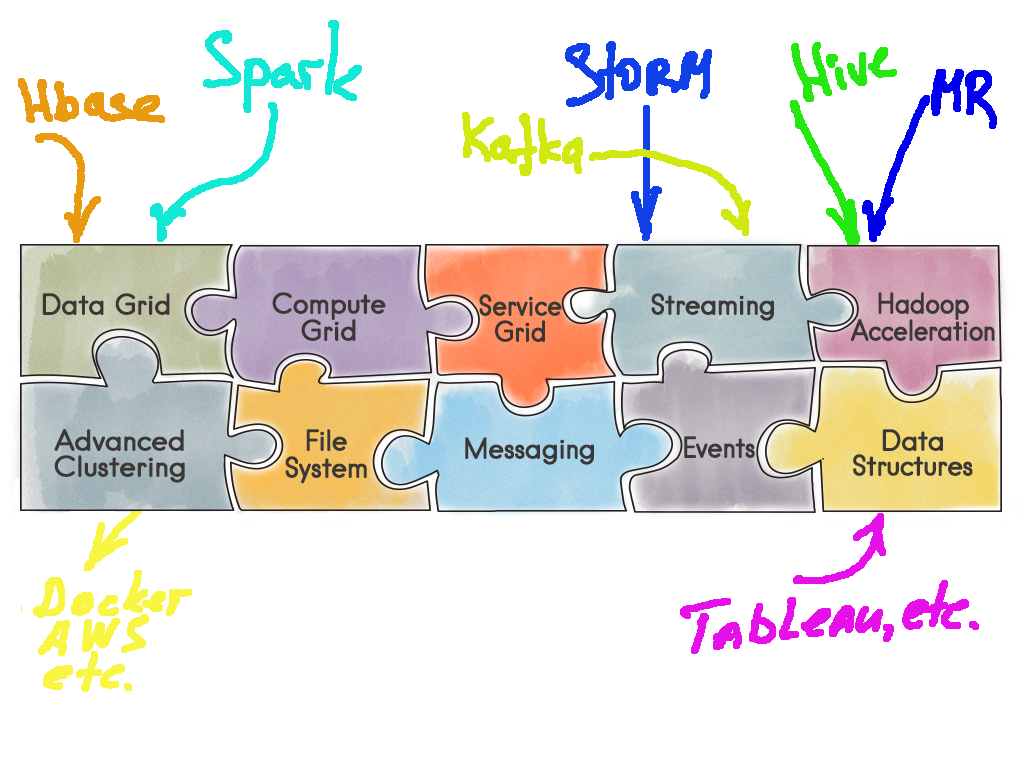 Hbase
Spark
Storm
Kafka
Hive
MR
Data Grid
Compute
Grid
Service
Grid
Streaming
Hadoop
Acceleration
Advanced
Clustering
File
System
Messaging
Events
Data
Structures
Docker
AWS
etc.
Tableau, etc.